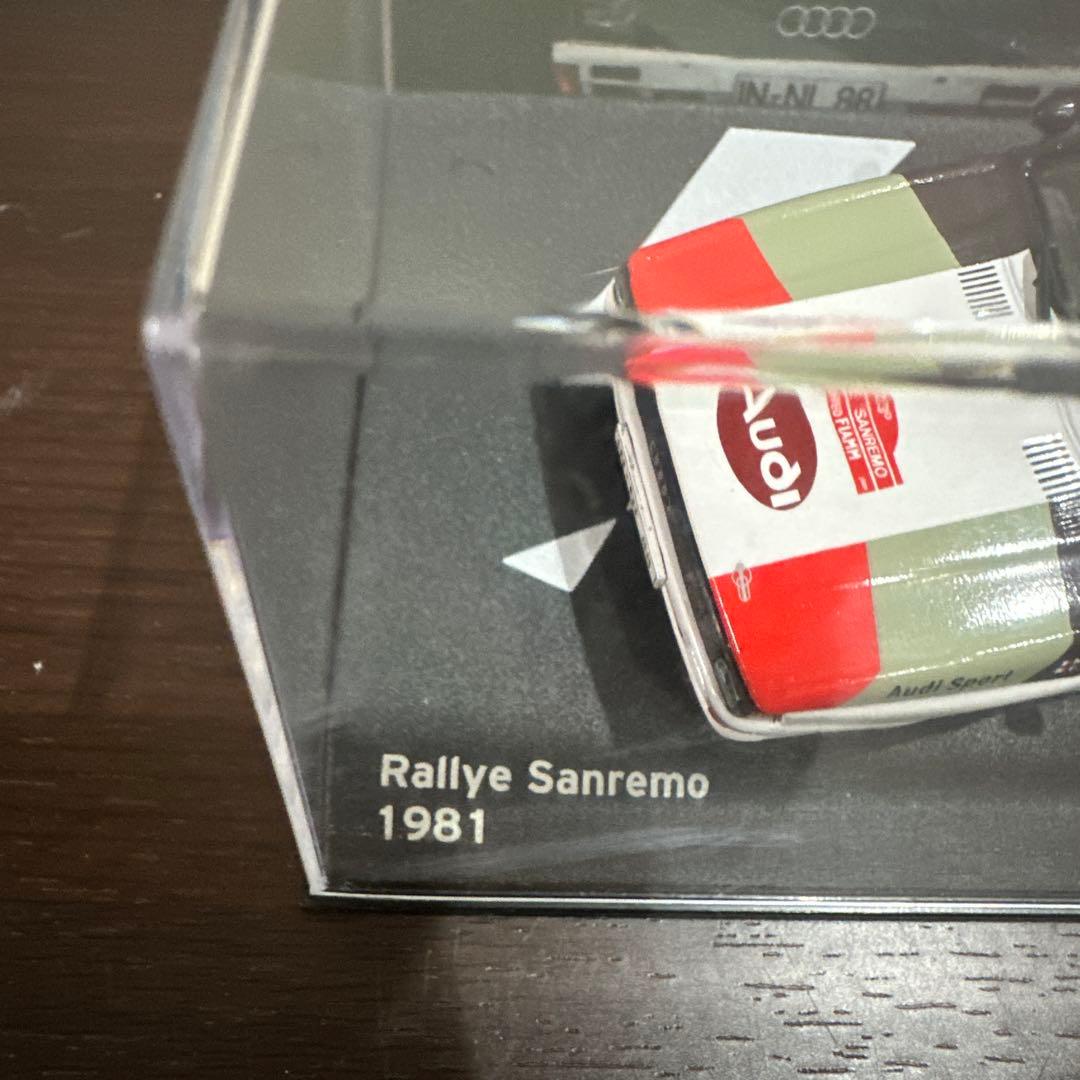 IN-NL 88
Audi
SANREMO
FIAMM
Audi Sport
Rallye Sanremo
1981